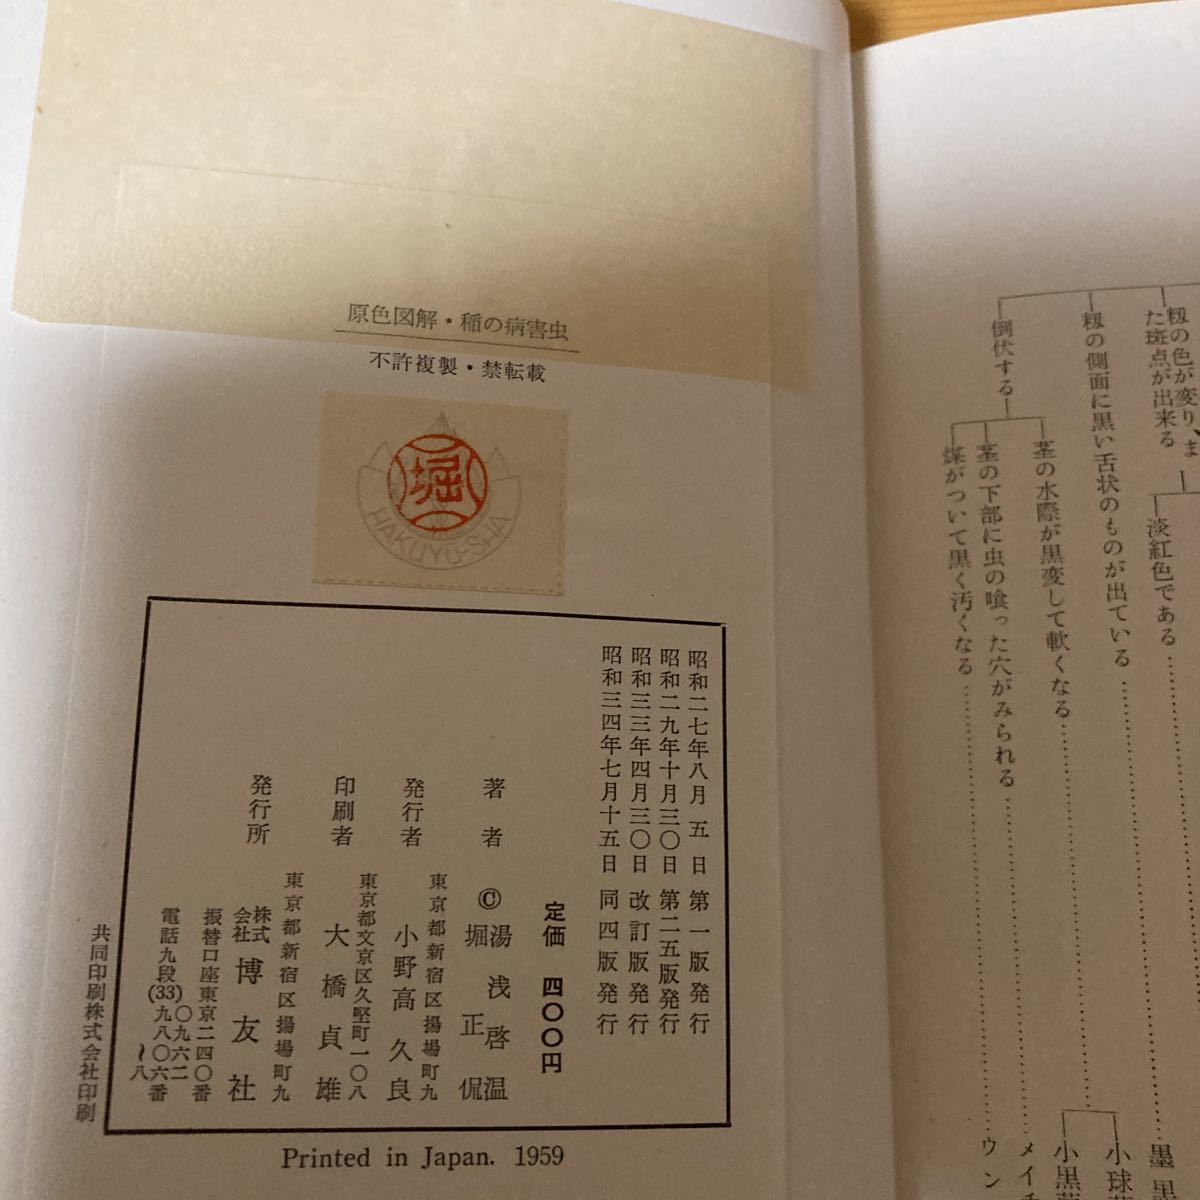 原色図解・稲の病害虫
不許複製・禁転載
堀
HAKUYU-SHA
昭和二七年八月五日 第一版発行
昭和二九年十月三〇日 第二五版発行
昭和三三年四月三〇日 改訂版発行
昭和三四年七月十五日 同四版発行
定価 四〇〇円
著者 ©湯浅啓温
堀正侃
東京都新宿区揚場町九
発行者 小野高久良
東京都文京区久堅町一〇八
印刷者 大橋貞雄
東京都新宿区揚場町九
発行所 株式会社 博友社
振替口座東京二四〇番
電話九段(33)〇九六二
九八〇六〜八番
共同印刷株式会社印刷
Printed in Japan. 1959
籾の色が変り、ま
た斑点が出来る
淡紅色である
籾の側面に黒い舌状のものが出ている
倒伏する
茎の水際が黒変して軟くなる
茎の下部に虫の喰った穴がみられる
煤がついて黒く汚くなる
墨黒
小球菌
小黒菌
メイチ
ウン